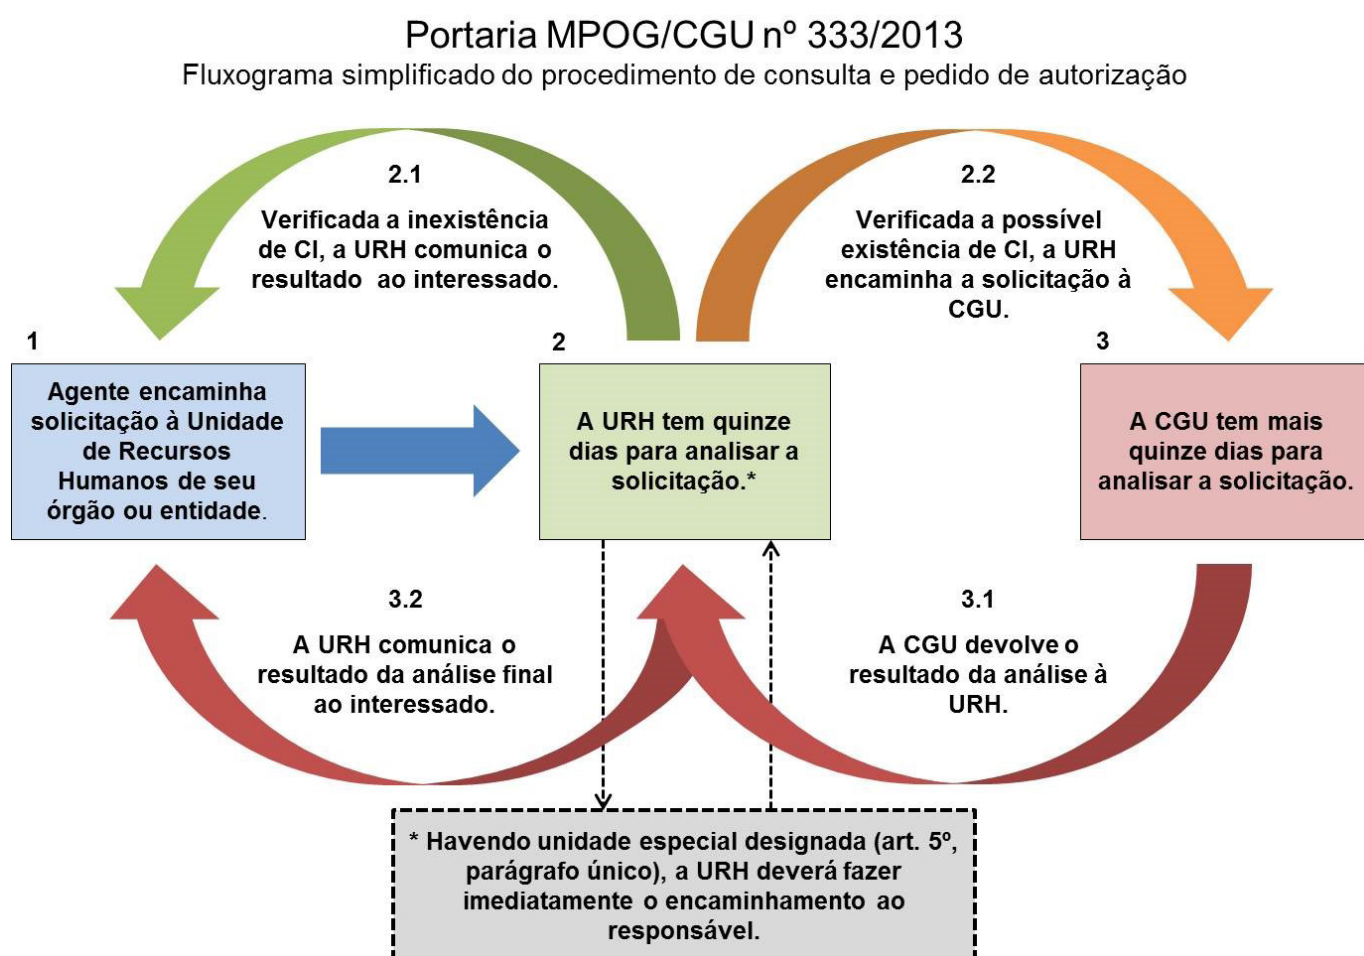 Portaria MPOG/CGU nº 333/2013
Fluxograma simplificado do procedimento de consulta e pedido de autorização
2.1
Verificada a inexistência
de CI, a URH comunica o
resultado ao interessado.
2.2
Verificada a possível
existência de CI, a URH
encaminha a solicitação à
CGU.
1
Agente encaminha
solicitação à Unidade
de Recursos
Humanos de seu
órgão ou entidade.
2
A URH tem quinze
dias para analisar a
solicitação.*
3
A CGU tem mais
quinze dias para
analisar a solicitação.
3.2
A URH comunica o
resultado da análise final
ao interessado.
3.1
A CGU devolve o
resultado da análise à
URH.
* Havendo unidade especial designada (art. 5º,
parágrafo único), a URH deverá fazer
imediatamente o encaminhamento ao
responsável.